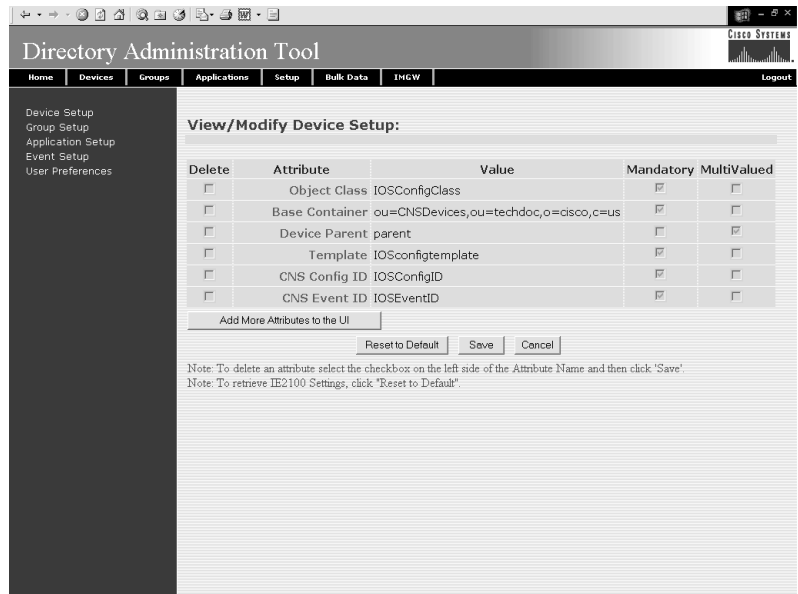 CISCO SYSTEMS
Directory Administration Tool
Home Devices Groups Applications Setup Bulk Data IMGW Logout
Device Setup
Group Setup
Application Setup
Event Setup
User Preferences
View/Modify Device Setup:
Delete Attribute Value Mandatory MultiValued
Object Class IOSConfigClass
Base Container ou=CNSDevices,ou=techdoc,o=cisco,c=us
Device Parent parent
Template IOSconfigtemplate
CNS Config ID IOSConfigID
CNS Event ID IOSEventID
Add More Attributes to the UI
Reset to Default Save Cancel
Note: To delete an attribute select the checkbox on the left side of the Attribute Name and then click 'Save'.
Note: To retrieve IE2100 Settings, click "Reset to Default".